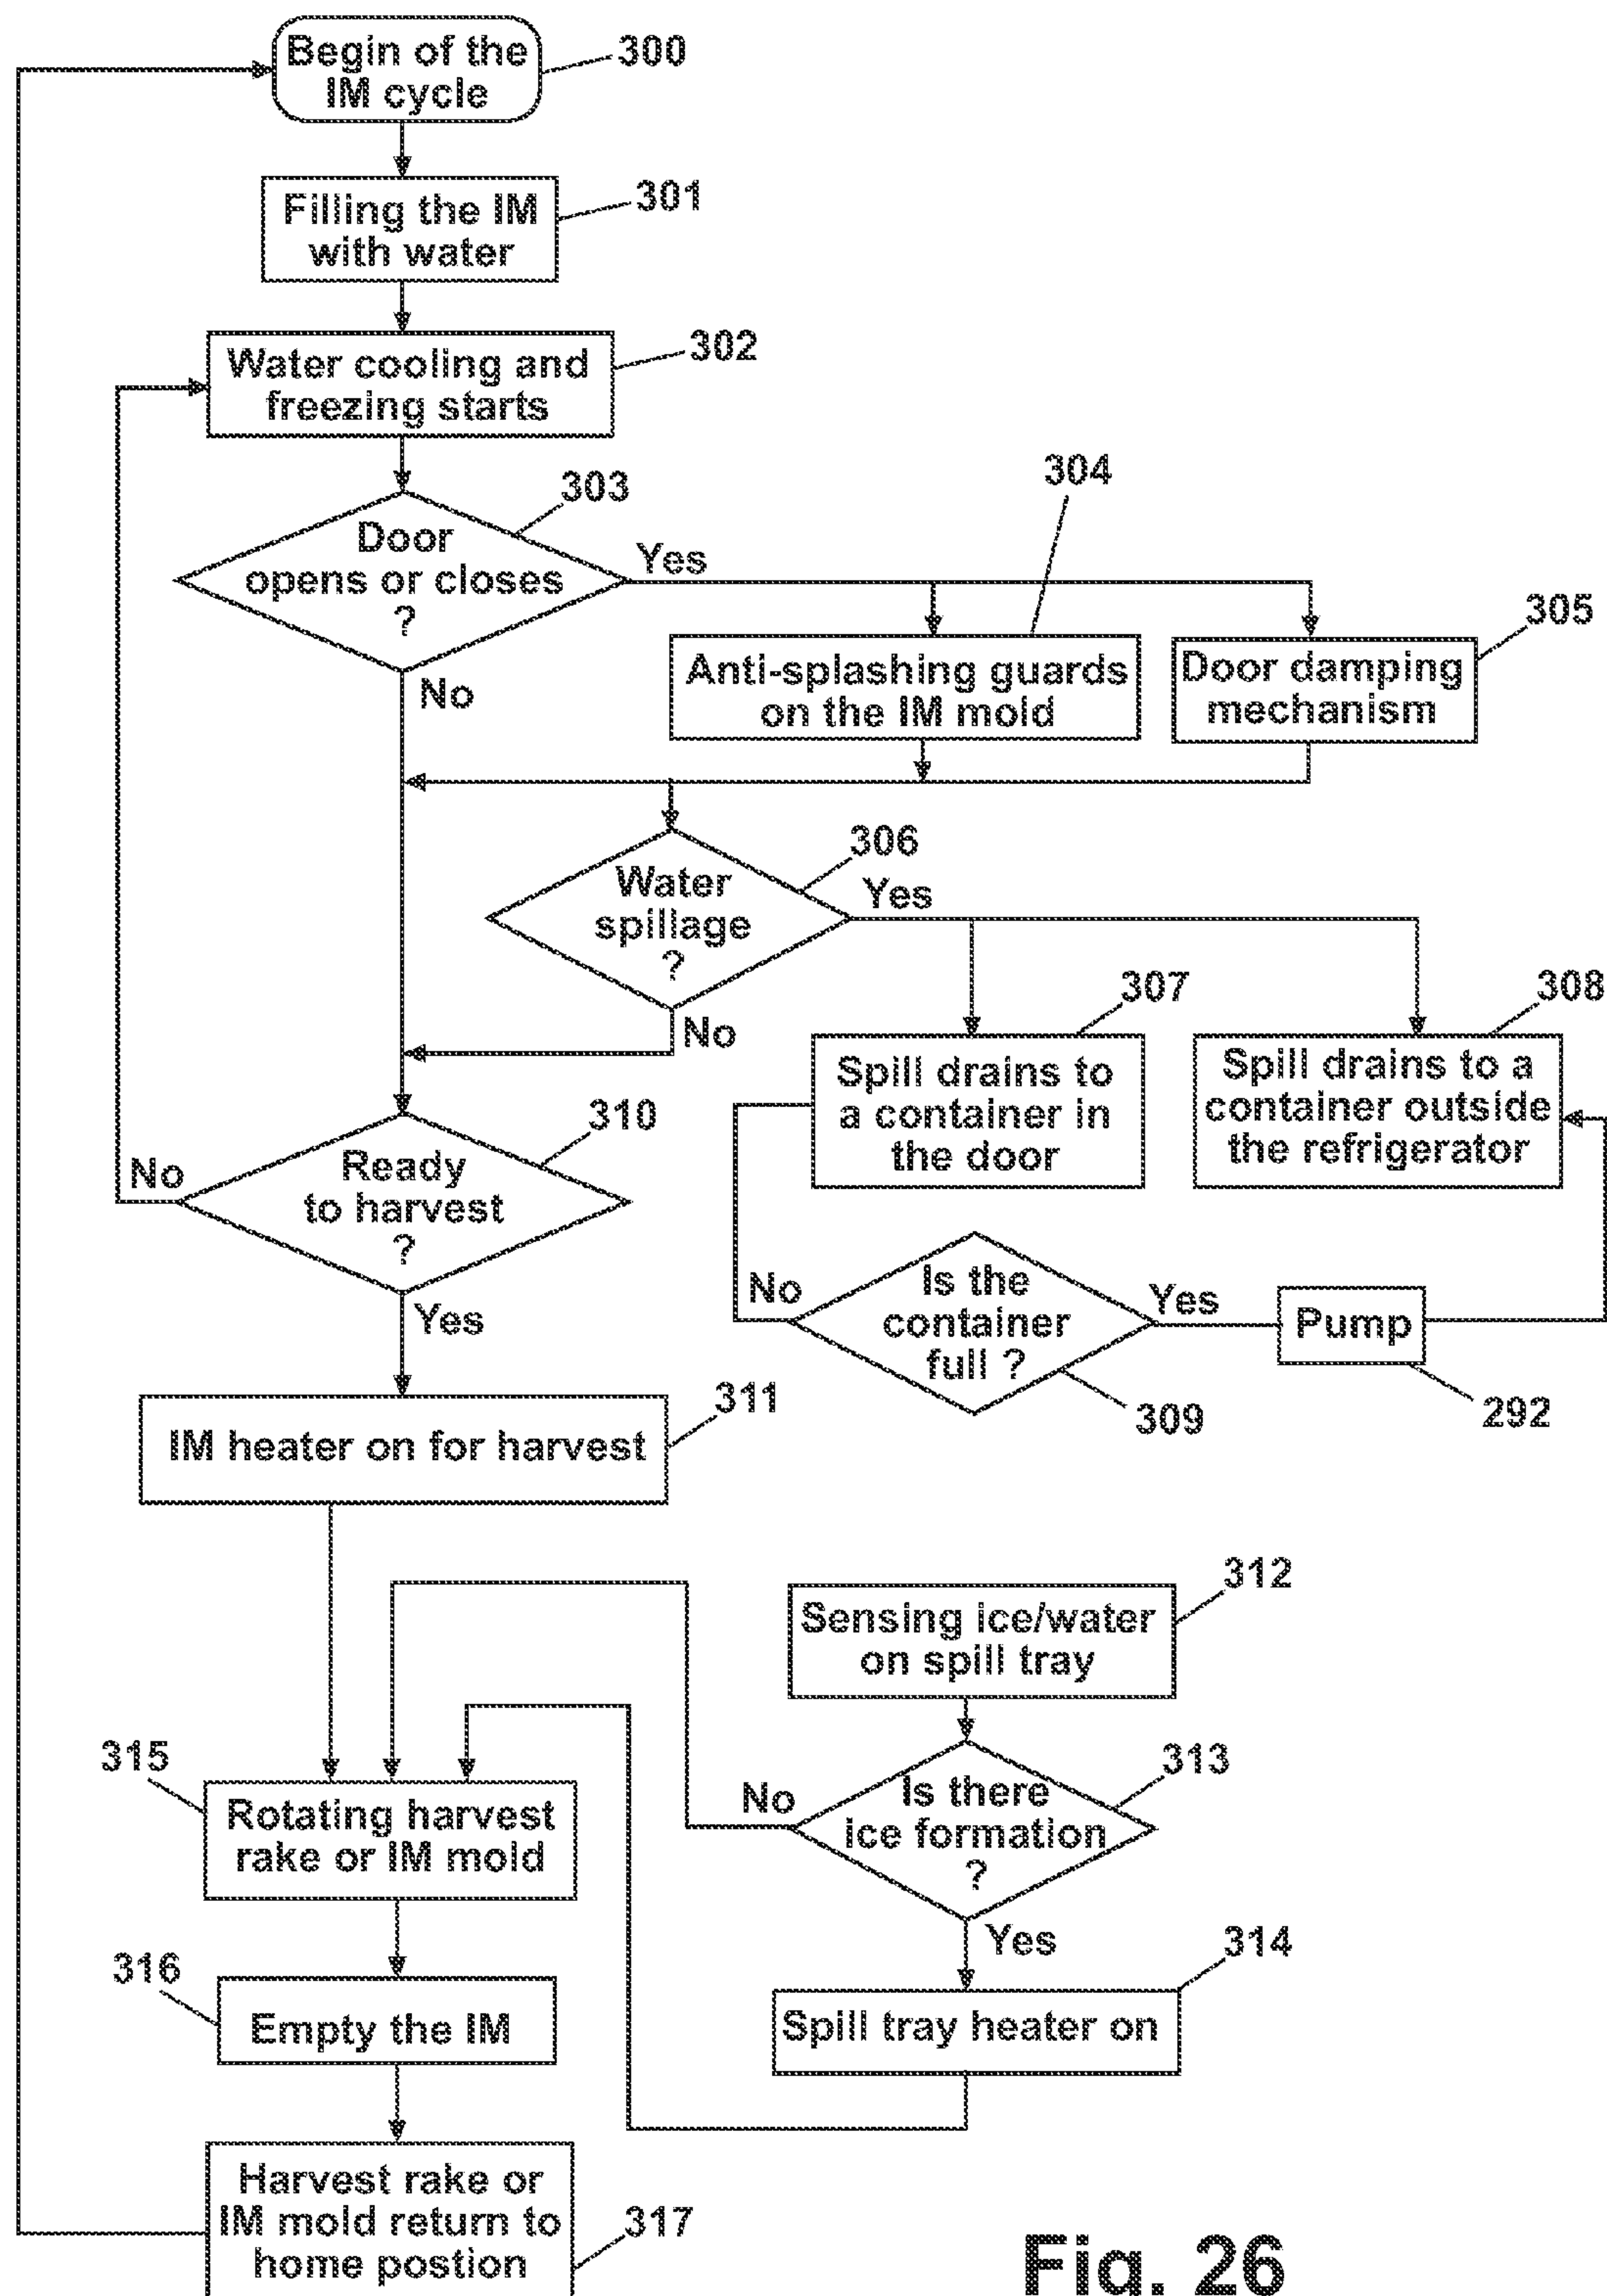 Begin of the
IM cycle
300
Filling the IM
with water
301
Water cooling and
freezing starts
302
Door
opens or closes
?
303
Yes
No
304
Anti-splashing guards
on the IM mold
Door damping
mechanism
305
Water
spillage
?
306
Yes
No
307
Spill drains to
a container in
the door
308
Spill drains to a
container outside
the refrigerator
Ready
to harvest
?
310
No
Yes
Is the
container
full ?
No
Yes
309
Pump
292
IM heater on for harvest
311
Sensing ice/water
on spill tray
312
Is there
ice formation
?
313
No
Yes
Spill tray heater on
314
315
Rotating harvest
rake or IM mold
316
Empty the IM
Harvest rake or
IM mold return to
home postion
317
Fig. 26